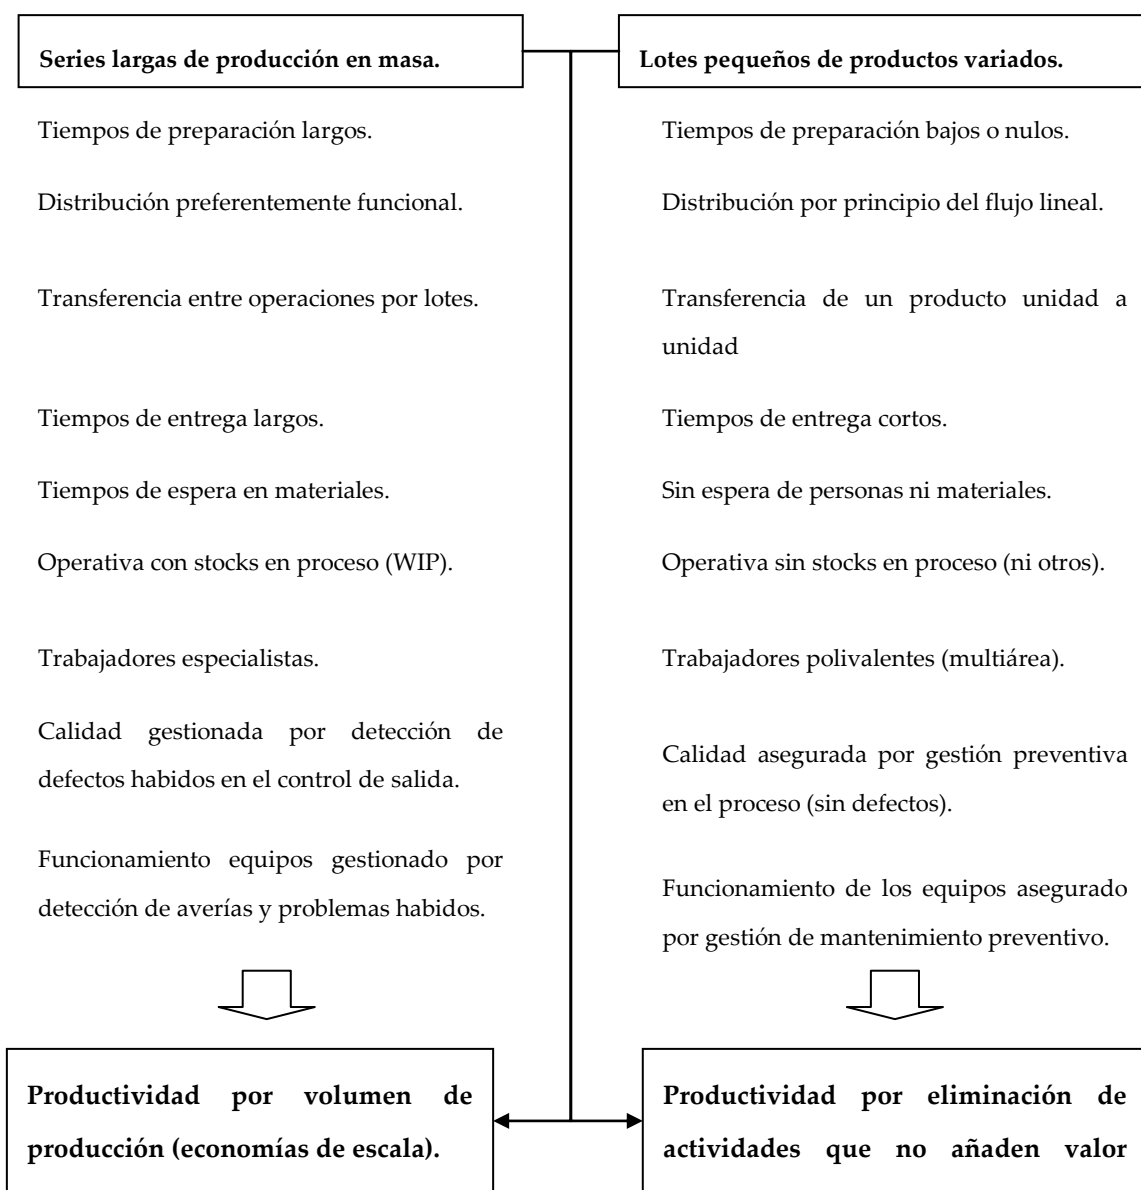 Series largas de producción en masa.
Lotes pequeños de productos variados.
Tiempos de preparación largos.
Tiempos de preparación bajos o nulos.
Distribución preferentemente funcional.
Distribución por principio del flujo lineal.
Transferencia entre operaciones por lotes.
Transferencia de un producto unidad a
unidad
Tiempos de entrega largos.
Tiempos de entrega cortos.
Tiempos de espera en materiales.
Sin espera de personas ni materiales.
Operativa con stocks en proceso (WIP).
Operativa sin stocks en proceso (ni otros).
Trabajadores especialistas.
Trabajadores polivalentes (multiárea).
Calidad gestionada por detección de
defectos habidos en el control de salida.
Calidad asegurada por gestión preventiva
en el proceso (sin defectos).
Funcionamiento equipos gestionado por
detección de averías y problemas habidos.
Funcionamiento de los equipos asegurado
por gestión de mantenimiento preventivo.
Productividad por volumen de
producción (economías de escala).
Productividad por eliminación de
actividades que no añaden valor